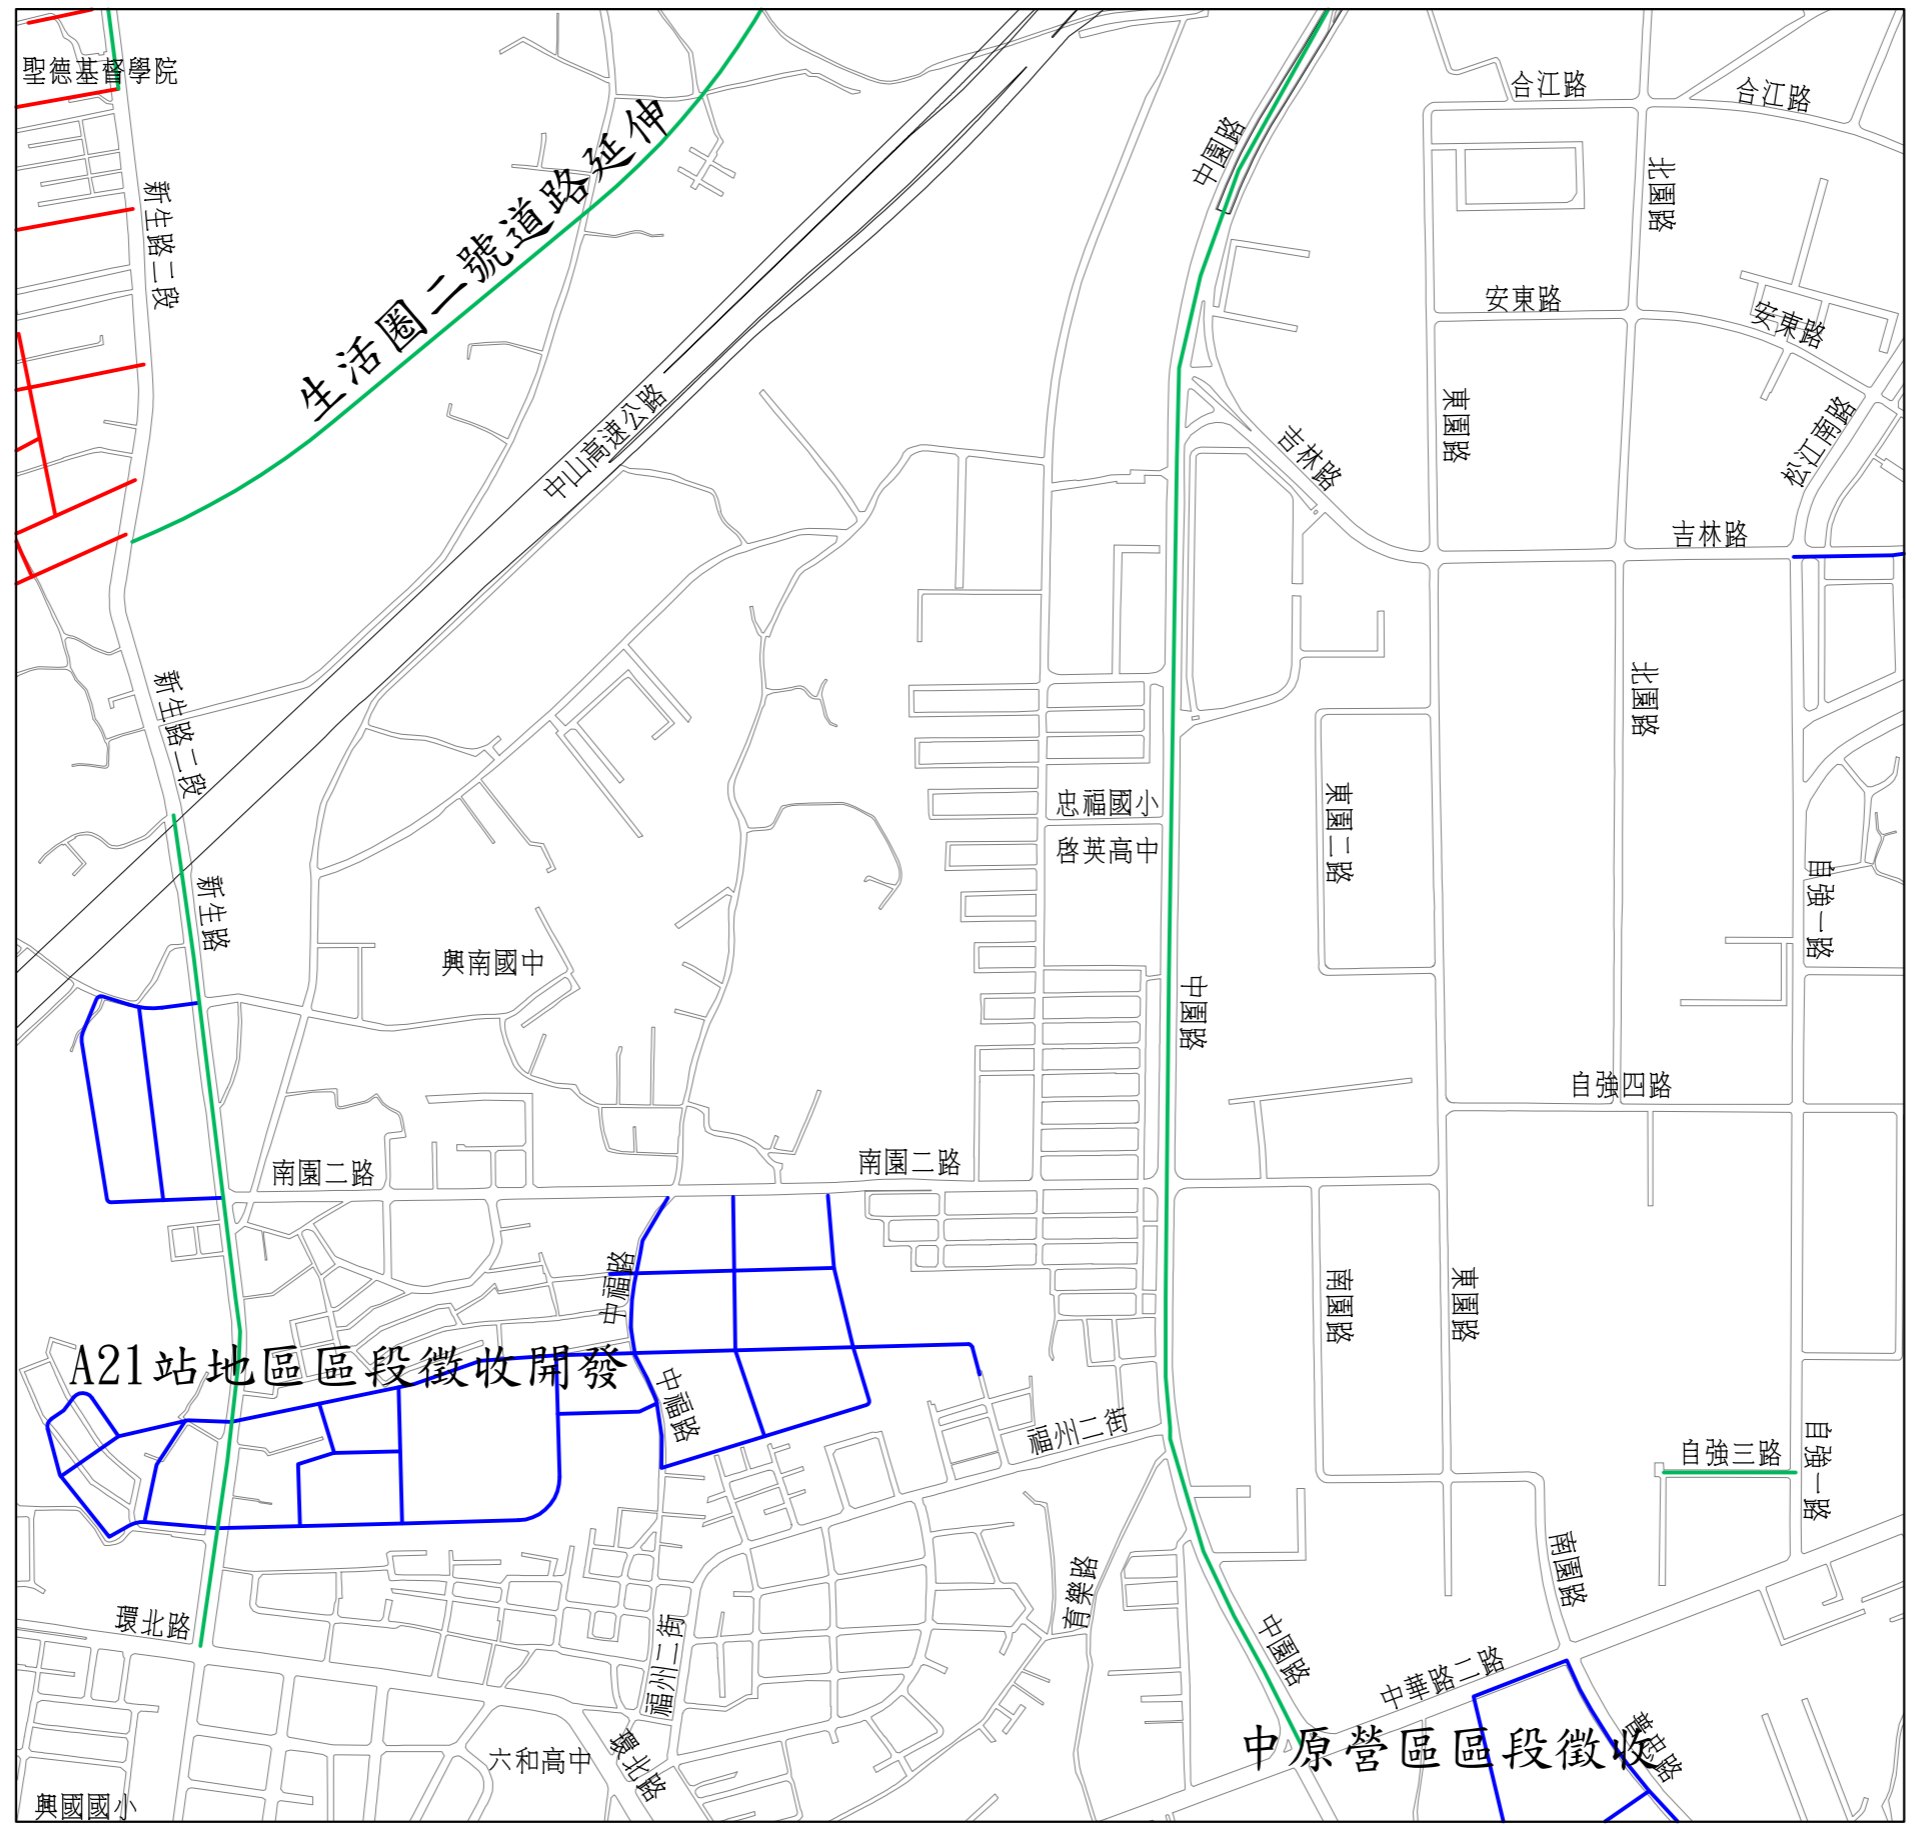 聖德基督學院
合江路
合江路
生活圈二號道路延伸
中園路
北園路
新生路二段
安東路
安東路
東園路
松江南路
中山高速公路
吉林路
吉林路
新生路二段
北園路
忠福國小
啓英高中
東園二路
自強一路
新生路
興南國中
中園路
自強四路
南園二路
南園二路
中福路
南園路
東園路
A21站地區區段徵收開發
中福路
福州二街
自強三路
自強一路
南園路
育樂路
環北路
福州二街
中園路
中華路二路
中原營區區段徵收
普忠路
六和高中
環北路
興國國小